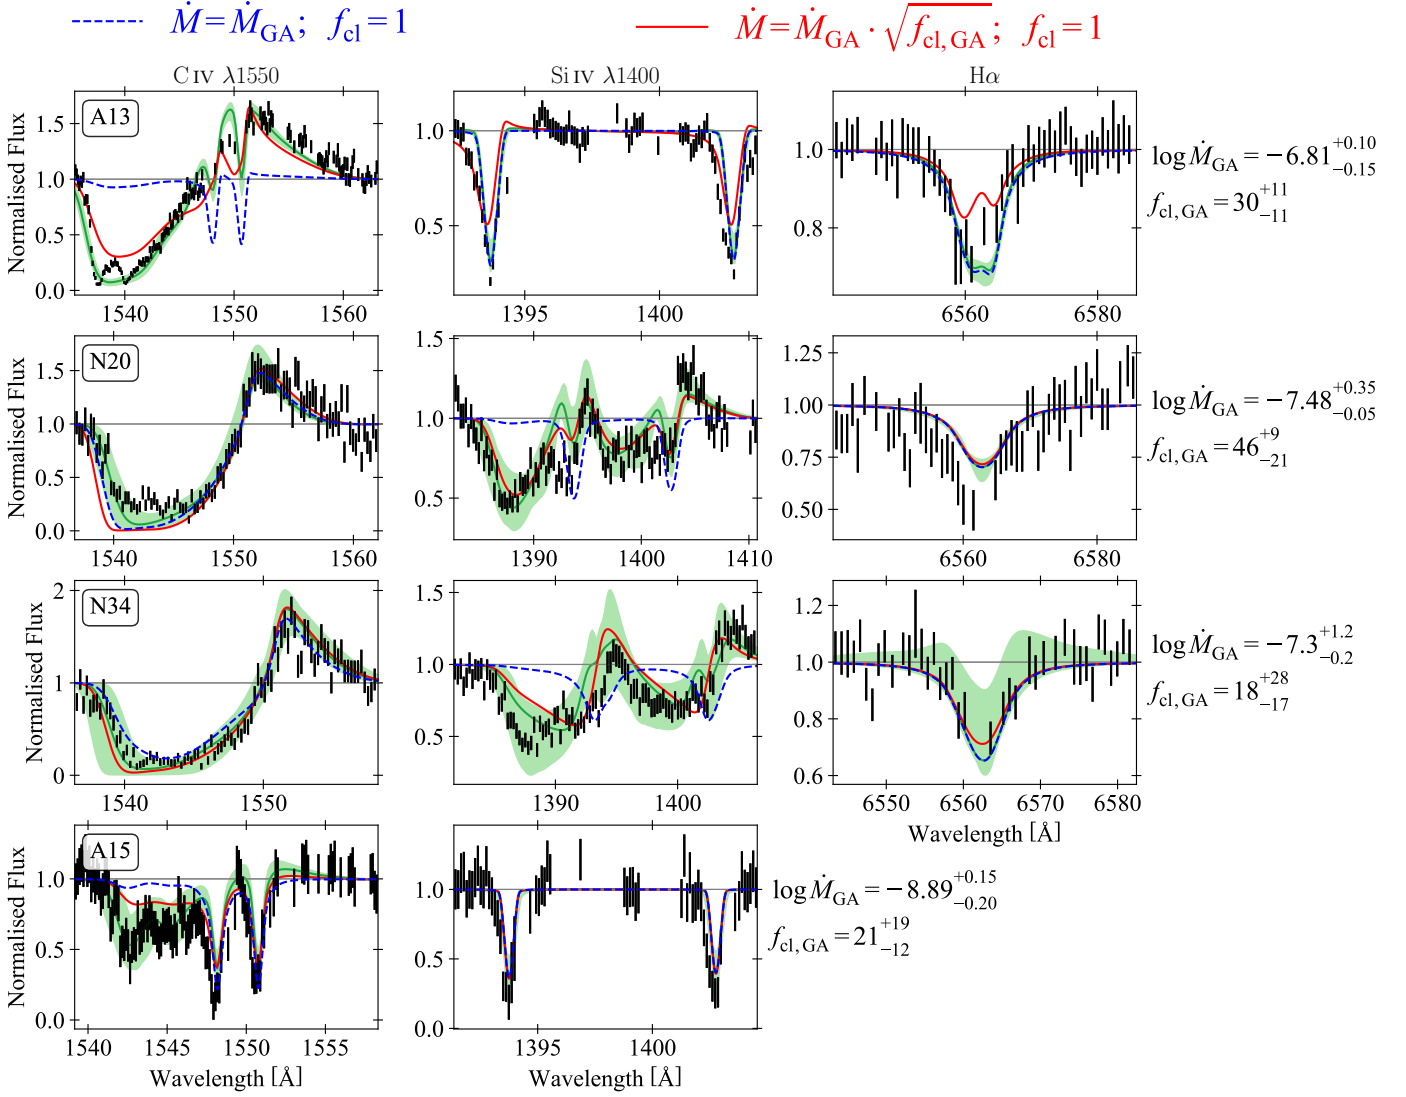 Ṁ = Ṁ_GA; f_cl = 1
Ṁ = Ṁ_GA · √f_cl, GA; f_cl = 1
C IV λ1550
Si IV λ1400
Hα
A13
Normalised Flux
1.5
1.0
0.5
0.0
1540
1550
1560
1.0
0.5
1395
1400
1.0
0.8
6560
6580
log Ṁ_GA = −6.81 +0.10 −0.15
f_cl, GA = 30 +11 −11
N20
Normalised Flux
1.5
1.0
0.5
0.0
1540
1550
1560
1.5
1.0
0.5
1390
1400
1410
1.25
1.00
0.75
0.50
6560
6580
log Ṁ_GA = −7.48 +0.35 −0.05
f_cl, GA = 46 +9 −21
N34
Normalised Flux
2
1
0
1540
1550
1.5
1.0
0.5
1390
1400
1.2
1.0
0.8
0.6
6550
6560
6570
6580
Wavelength [Å]
log Ṁ_GA = −7.3 +1.2 −0.2
f_cl, GA = 18 +28 −17
A15
Normalised Flux
1.0
0.5
0.0
1540
1545
1550
1555
Wavelength [Å]
1.0
0.5
0.0
1395
1400
Wavelength [Å]
log Ṁ_GA = −8.89 +0.15 −0.20
f_cl, GA = 21 +19 −12